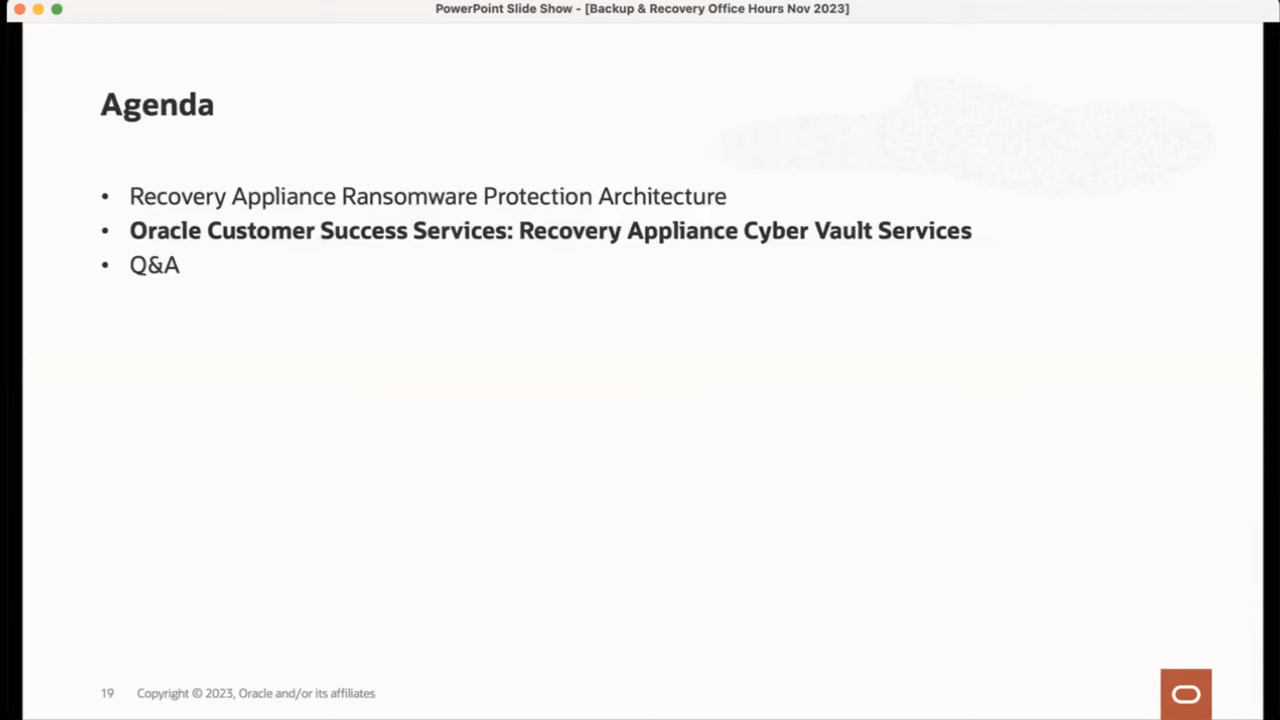 PowerPoint Slide Show - [Backup & Recovery Office Hours Nov 2023]
Agenda
• Recovery Appliance Ransomware Protection Architecture
• Oracle Customer Success Services: Recovery Appliance Cyber Vault Services
• Q&A
19 Copyright © 2023, Oracle and/or its affiliates